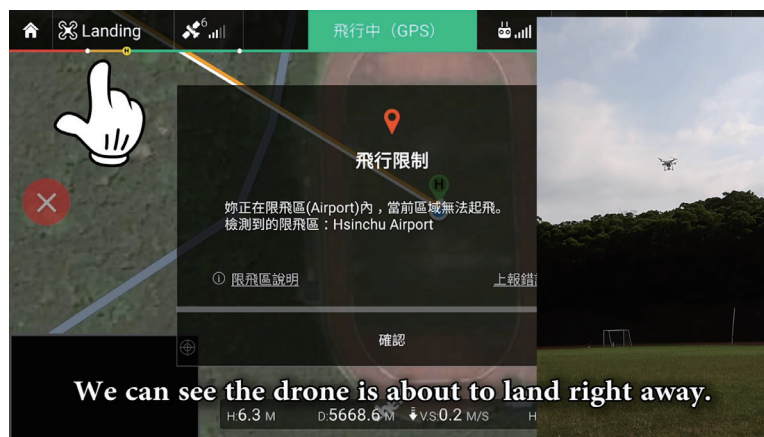 Landing
6
飛行中 (GPS)
H
飛行限制
H
妳正在限飛區(Airport)內，當前區域無法起飛。
檢測到的限飛區：Hsinchu Airport
限飛區說明
上報錯
確認
We can see the drone is about to land right away.
H:6.3 M D:5668.6 M V.S:0.2 M/S H